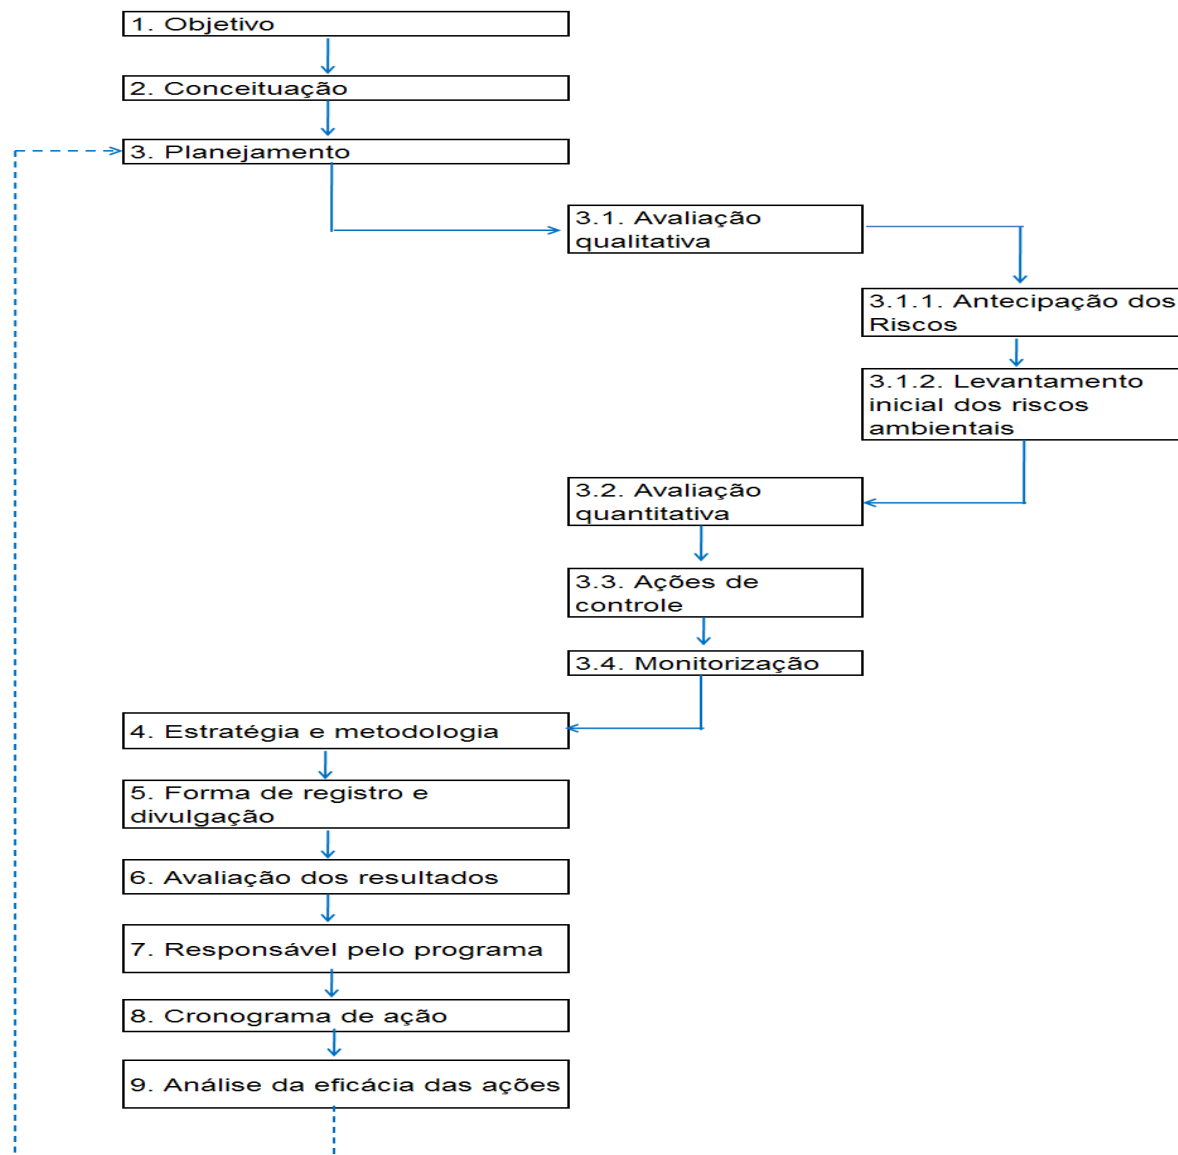 1. Objetivo
2. Conceituação
3. Planejamento
3.1. Avaliação
qualitativa
3.1.1. Antecipação dos
Riscos
3.1.2. Levantamento
inicial dos riscos
ambientais
3.2. Avaliação
quantitativa
3.3. Ações de
controle
3.4. Monitorização
4. Estratégia e metodologia
5. Forma de registro e
divulgação
6. Avaliação dos resultados
7. Responsável pelo programa
8. Cronograma de ação
9. Análise da eficácia das ações